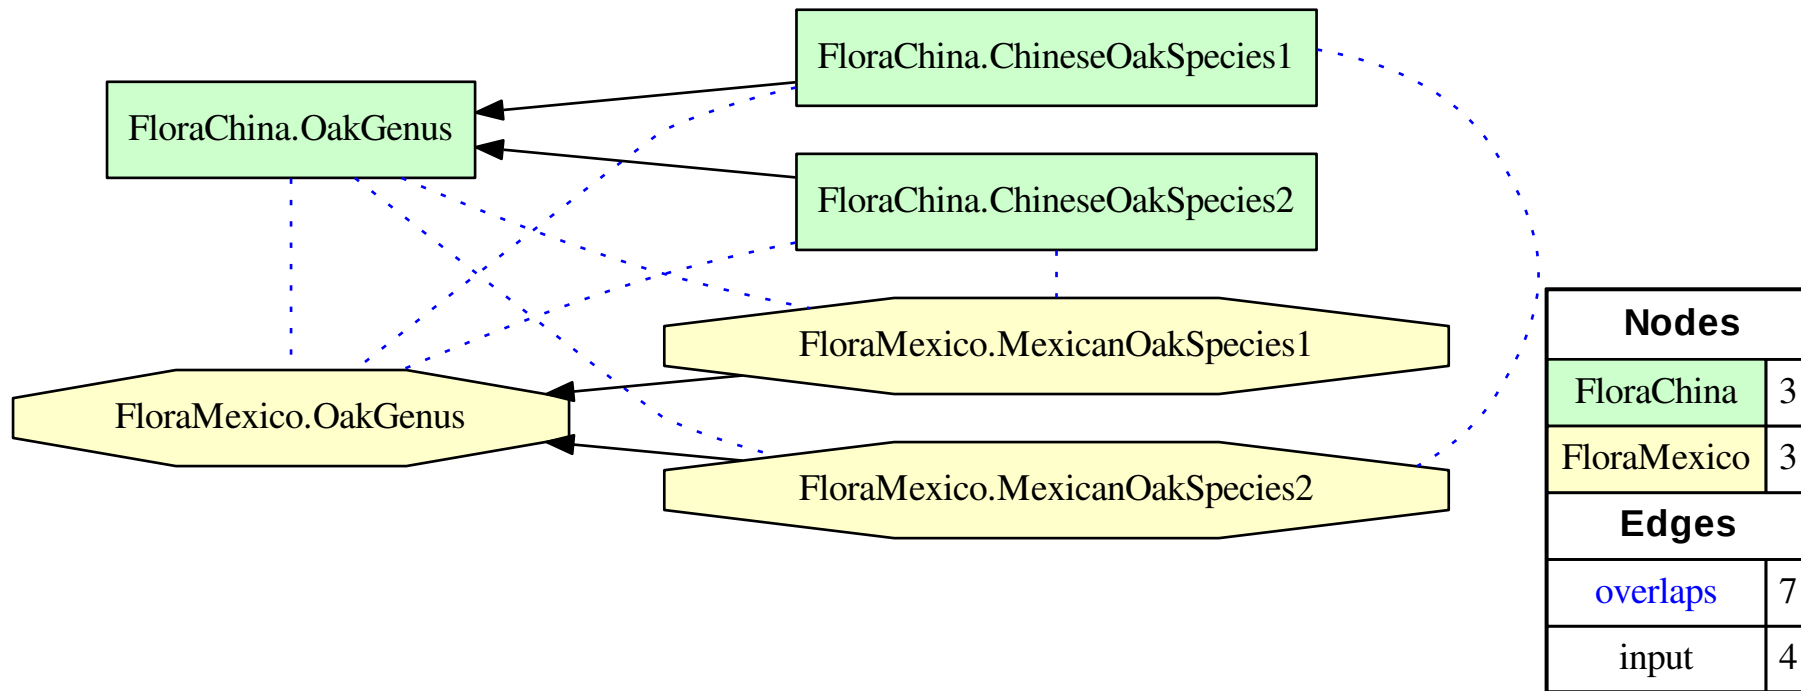 FloraChina.ChineseOakSpecies1
FloraChina.OakGenus
FloraChina.ChineseOakSpecies2
FloraMexico.MexicanOakSpecies1
FloraMexico.OakGenus
FloraMexico.MexicanOakSpecies2
Nodes
FloraChina 3
FloraMexico 3
Edges
overlaps 7
input 4